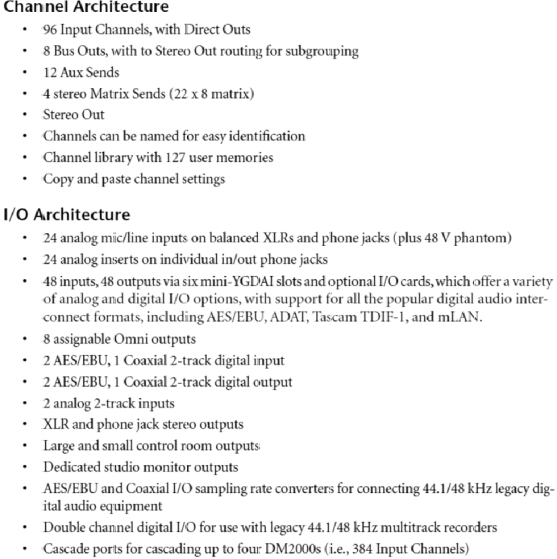 Channel Architecture
• 96 Input Channels, with Direct Outs
• 8 Bus Outs, with to Stereo Out routing for subgrouping
• 12 Aux Sends
• 4 stereo Matrix Sends (22 x 8 matrix)
• Stereo Out
• Channels can be named for easy identification
• Channel library with 127 user memories
• Copy and paste channel settings
I/O Architecture
• 24 analog mic/line inputs on balanced XLRs and phone jacks (plus 48 V phantom)
• 24 analog inserts on individual in/out phone jacks
• 48 inputs, 48 outputs via six mini-YGDAI slots and optional I/O cards, which offer a variety
of analog and digital I/O options, with support for all the popular digital audio inter-
connect formats, including AES/EBU, ADAT, Tascam TDIF-1, and mLAN.
• 8 assignable Omni outputs
• 2 AES/EBU, 1 Coaxial 2-track digital input
• 2 AES/EBU, 1 Coaxial 2-track digital output
• 2 analog 2-track inputs
• XLR and phone jack stereo outputs
• Large and small control room outputs
• Dedicated studio monitor outputs
• AES/EBU and Coaxial I/O sampling rate converters for connecting 44.1/48 kHz legacy dig-
ital audio equipment
• Double channel digital I/O for use with legacy 44.1/48 kHz multitrack recorders
• Cascade ports for cascading up to four DM2000s (i.e., 384 Input Channels)